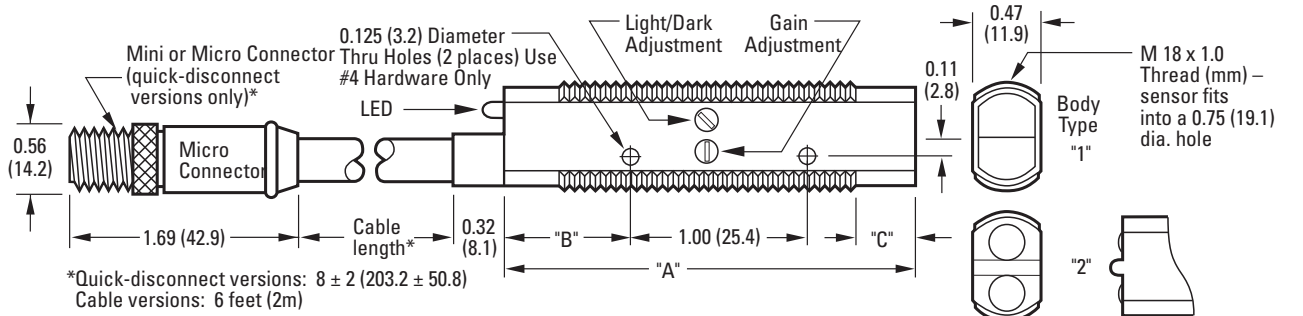 Mini or Micro Connector
(quick-disconnect
versions only)*
0.125 (3.2) Diameter
Thru Holes (2 places) Use
#4 Hardware Only
LED
Light/Dark
Adjustment
Gain
Adjustment
0.47
(11.9)
0.11
(2.8)
M 18 x 1.0
Thread (mm) –
sensor fits
into a 0.75 (19.1)
dia. hole
Body
Type
"1"
0.56
(14.2)
Micro
Connector
1.69 (42.9)
Cable
length*
0.32
(8.1)
"B"
1.00 (25.4)
"C"
"A"
"2"
*Quick-disconnect versions: 8 ± 2 (203.2 ± 50.8)
Cable versions: 6 feet (2m)